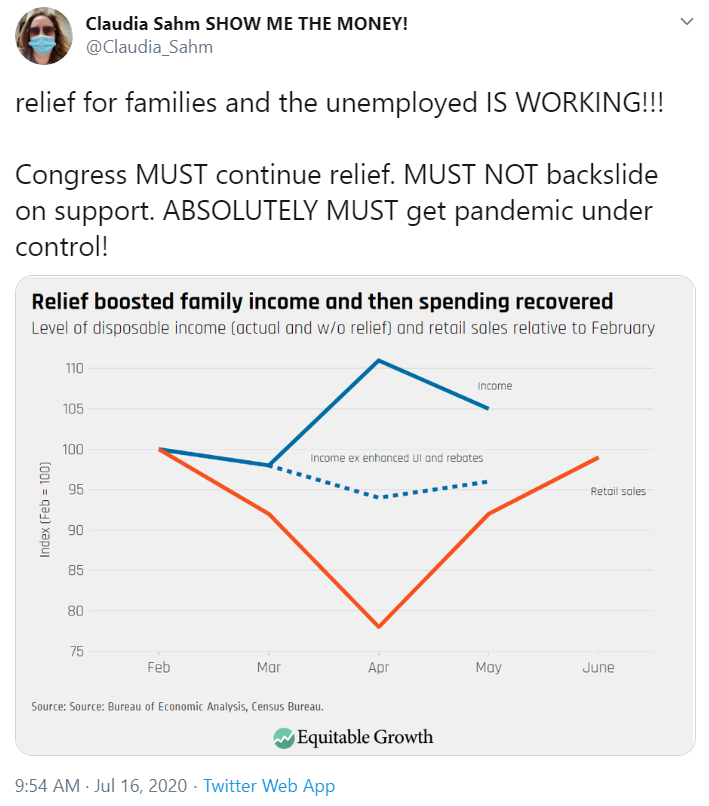 Claudia Sahm SHOW ME THE MONEY!
@Claudia_Sahm
relief for families and the unemployed IS WORKING!!!
Congress MUST continue relief. MUST NOT backslide
on support. ABSOLUTELY MUST get pandemic under
control!
Relief boosted family income and then spending recovered
Level of disposable income (actual and w/o relief) and retail sales relative to February
110
105
100
95
90
85
80
75
Index (Feb = 100)
Income
Income ex enhanced UI and rebates
Retail sales
Feb Mar Apr May June
Source: Source: Bureau of Economic Analysis, Census Bureau.
Equitable Growth
9:54 AM · Jul 16, 2020 · Twitter Web App